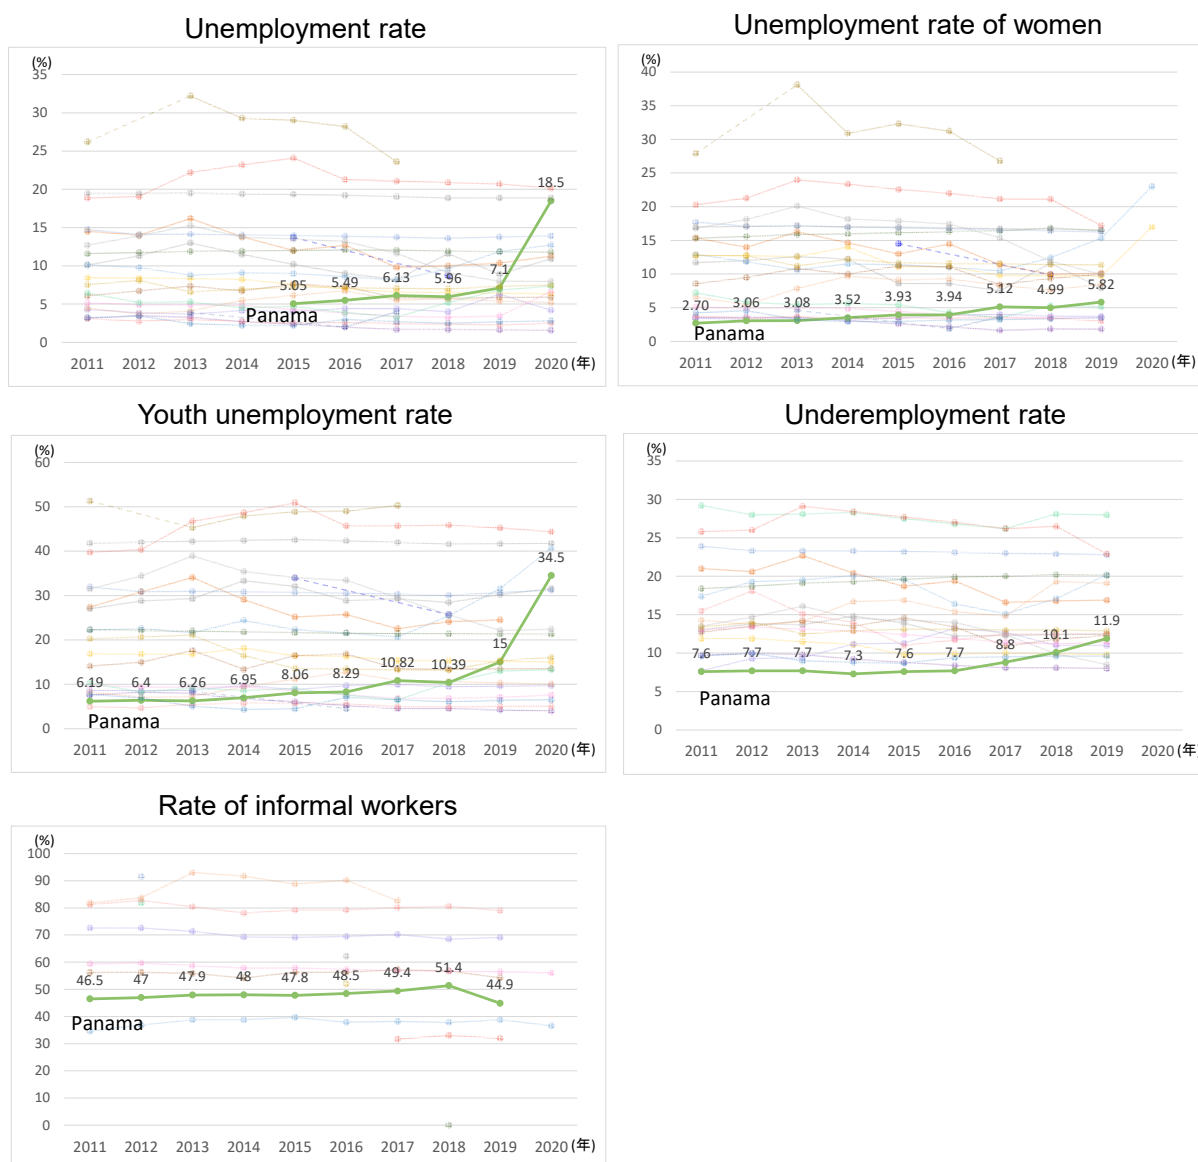 Unemployment rate
(%)
35
30
25
20
15
10
5
0
18.5
5.05
5.49
6.13
5.96
7.1
Panama
2011 2012 2013 2014 2015 2016 2017 2018 2019 2020 (年)
Unemployment rate of women
(%)
40
35
30
25
20
15
10
5
0
2.70 3.06 3.08 3.52 3.93 3.94 5.12 4.99 5.82
Panama
2011 2012 2013 2014 2015 2016 2017 2018 2019 2020 (年)
Youth unemployment rate
(%)
60
50
40
30
20
10
0
6.19 6.4 6.26 6.95 8.06 8.29 10.82 10.39 15 34.5
Panama
2011 2012 2013 2014 2015 2016 2017 2018 2019 2020 (年)
Underemployment rate
(%)
35
30
25
20
15
10
5
0
7.6 7.7 7.7 7.3 7.6 7.7 8.8 10.1 11.9
Panama
2011 2012 2013 2014 2015 2016 2017 2018 2019 2020 (年)
Rate of informal workers
(%)
100
90
80
70
60
50
40
30
20
10
0
46.5 47 47.9 48 47.8 48.5 49.4 51.4 44.9
Panama
2011 2012 2013 2014 2015 2016 2017 2018 2019 2020 (年)